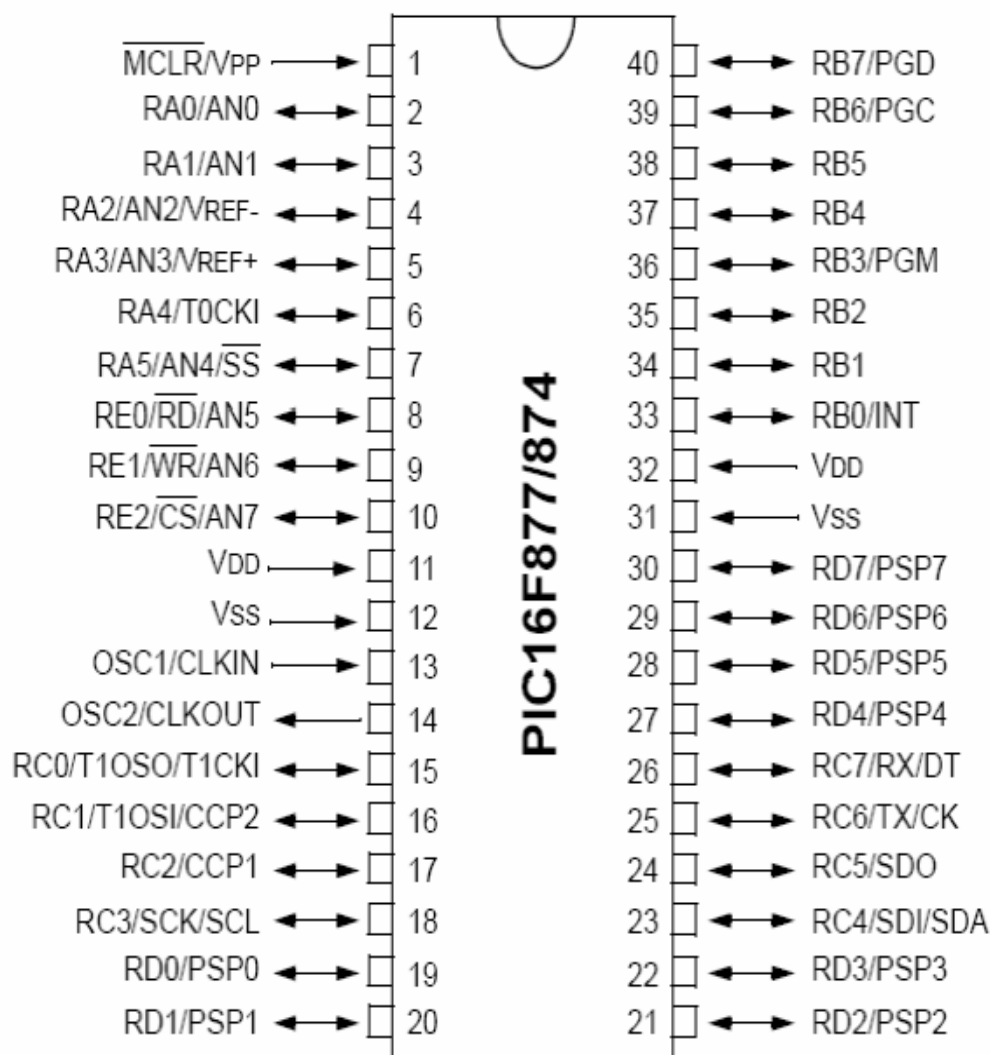 MCLR/VPP 1
RA0/AN0 2
RA1/AN1 3
RA2/AN2/VREF- 4
RA3/AN3/VREF+ 5
RA4/T0CKI 6
RA5/AN4/SS 7
RE0/RD/AN5 8
RE1/WR/AN6 9
RE2/CS/AN7 10
VDD 11
VSS 12
OSC1/CLKIN 13
OSC2/CLKOUT 14
RC0/T1OSO/T1CKI 15
RC1/T1OSI/CCP2 16
RC2/CCP1 17
RC3/SCK/SCL 18
RD0/PSP0 19
RD1/PSP1 20
PIC16F877/874
40 RB7/PGD
39 RB6/PGC
38 RB5
37 RB4
36 RB3/PGM
35 RB2
34 RB1
33 RB0/INT
32 VDD
31 VSS
30 RD7/PSP7
29 RD6/PSP6
28 RD5/PSP5
27 RD4/PSP4
26 RC7/RX/DT
25 RC6/TX/CK
24 RC5/SDO
23 RC4/SDI/SDA
22 RD3/PSP3
21 RD2/PSP2